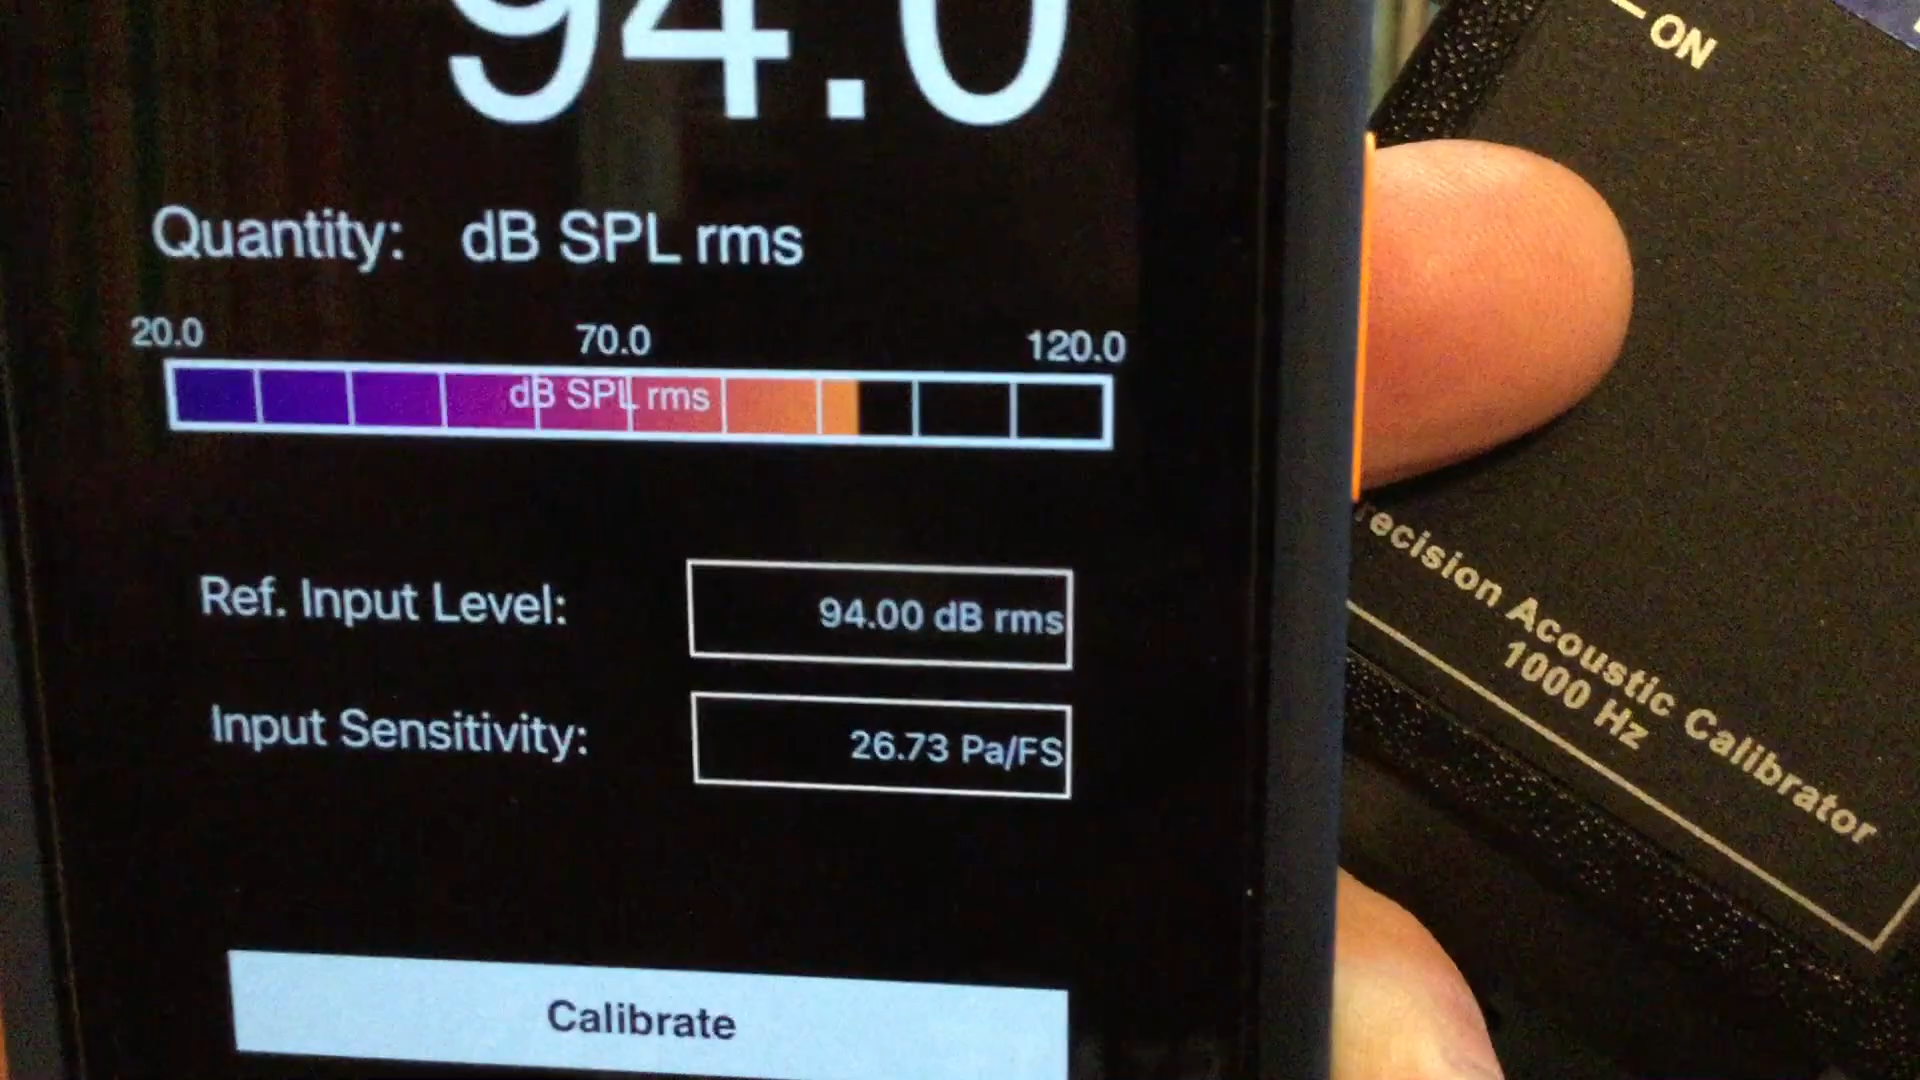 94.0
Quantity: dB SPL rms
20.0 70.0 120.0
dB SPL rms
Ref. Input Level: 94.00 dB rms
Input Sensitivity: 26.73 Pa/FS
Calibrate
ON
recision Acoustic Calibrator
1000 Hz